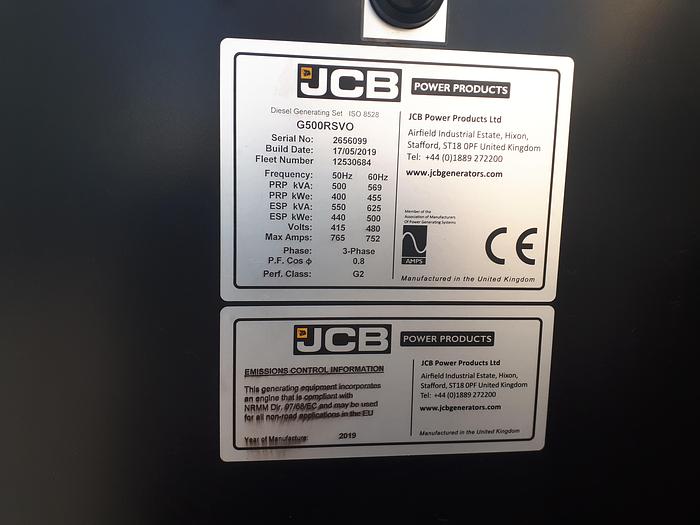 JCB POWER PRODUCTS
Diesel Generating Set ISO 8528
G500RSVO
Serial No: 2656099
Build Date: 17/05/2019
Fleet Number 12530684
Frequency: 50Hz 60Hz
PRP kVA: 500 569
PRP kWe: 400 455
ESP kVA: 550 625
ESP kWe: 440 500
Volts: 415 480
Max Amps: 765 752
Phase: 3-Phase
P.F. Cos ϕ 0.8
Perf. Class: G2
JCB Power Products Ltd
Airfield Industrial Estate, Hixon,
Stafford, ST18 0PF United Kingdom
Tel: +44 (0)1889 272200
www.jcbgenerators.com
Member of the
Association of Manufacturers
Of Power Generating Systems
AMPS
CE
Manufactured in the United Kingdom
JCB POWER PRODUCTS
EMISSIONS CONTROL INFORMATION
This generating equipment incorporates
an engine that is compliant with
NRMM Dir. 97/68/EC and may be used
for all non-road applications in the EU
Year of Manufacture: 2019
JCB Power Products Ltd
Airfield Industrial Estate, Hixon,
Stafford, ST18 0PF United Kingdom
Tel: +44 (0)1889 272200
www.jcbgenerators.com
Manufactured in the United Kingdom